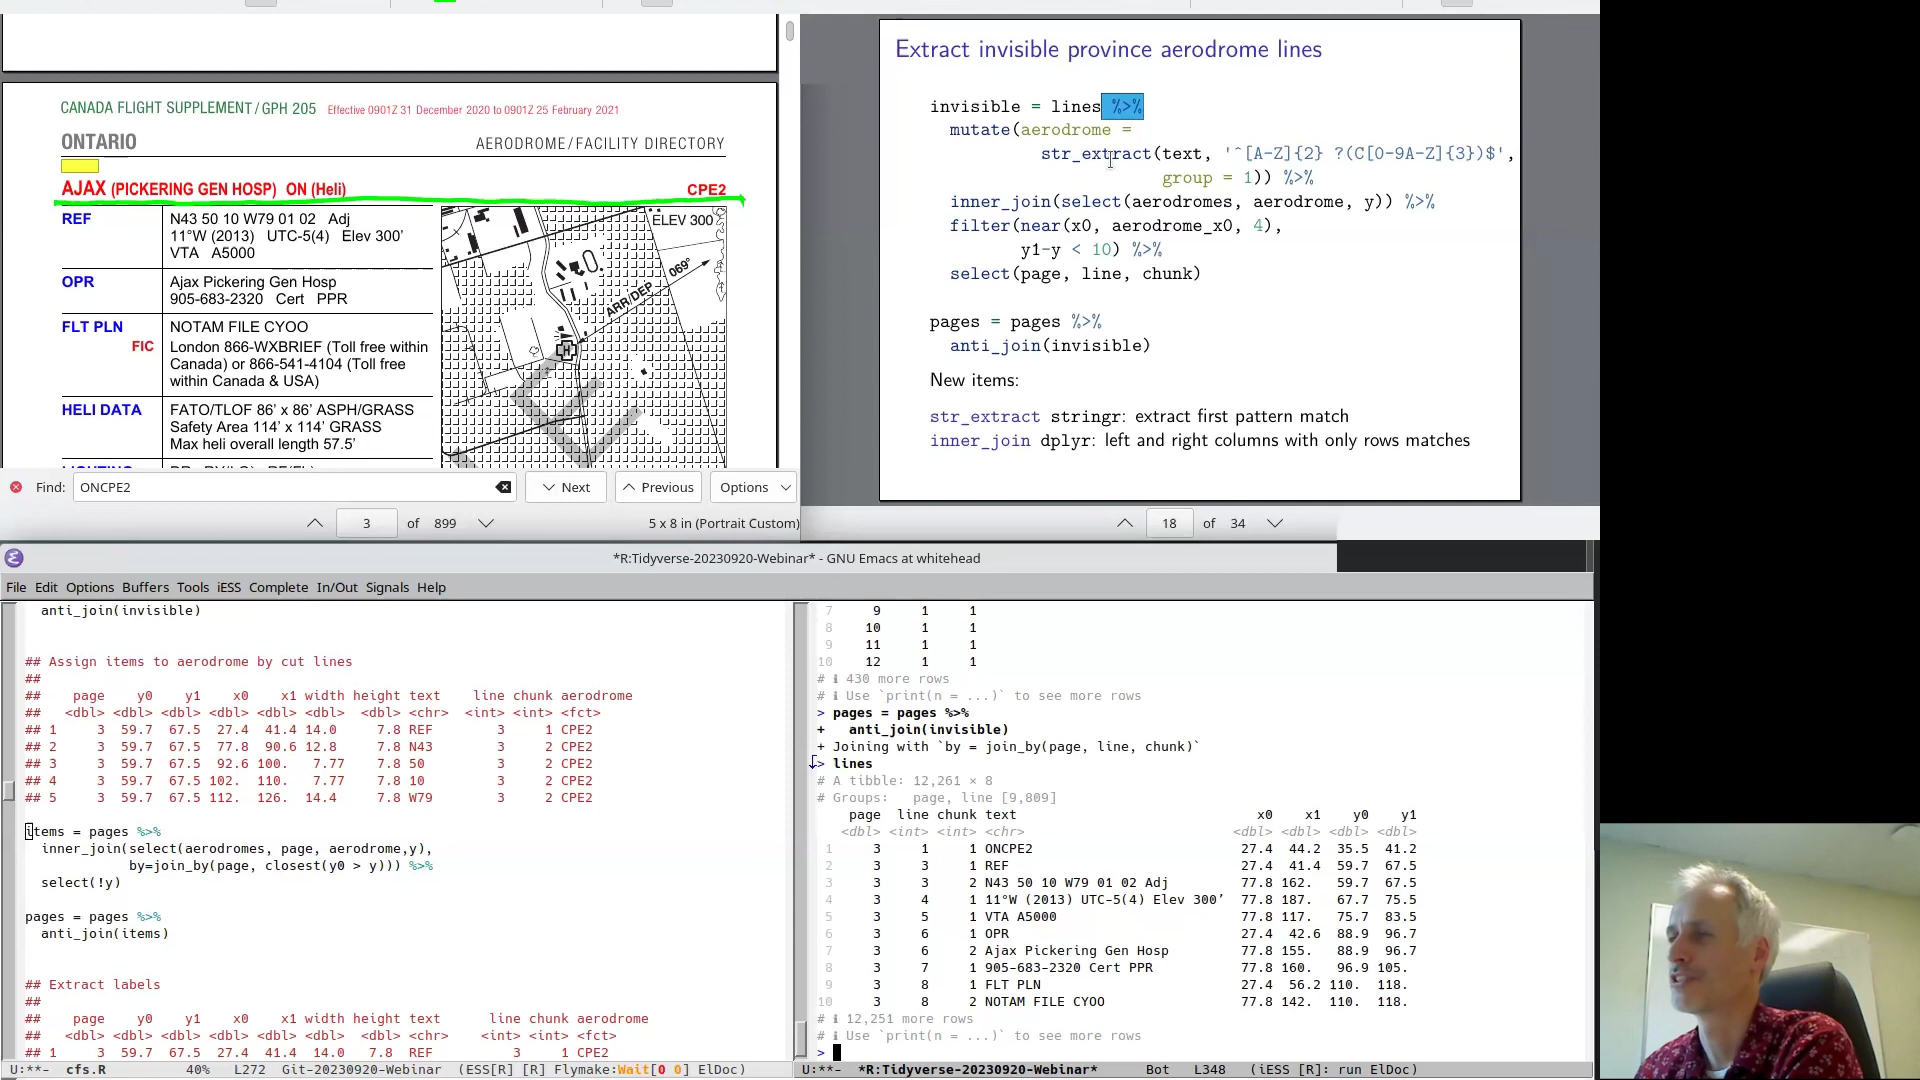 CANADA FLIGHT SUPPLEMENT / GPH 205 Effective 0901Z 31 December 2020 to 0901Z 25 February 2021
ONTARIO AERODROME / FACILITY DIRECTORY
AJAX (PICKERING GEN HOSP) ON (Heli) CPE2
REF N43 50 10 W79 01 02 Adj
11°W (2013) UTC-5(4) Elev 300'
VTA A5000
OPR Ajax Pickering Gen Hosp
905-683-2320 Cert PPR
FLT PLN NOTAM FILE CYOO
FIC London 866-WXBRIEF (Toll free within
Canada) or 866-541-4104 (Toll free
within Canada & USA)
HELI DATA FATO/TLOF 86' x 86' ASPH/GRASS
Safety Area 114' x 114' GRASS
Max heli overall length 57.5'
ELEV 300
069°
ARR/DEP
H
Find: ONCPE2 Next Previous Options
3 of 899 5 x 8 in (Portrait Custom)
Extract invisible province aerodrome lines
invisible = lines %>%
mutate(aerodrome =
str_extract(text, '^[A-Z]{2} ?(C[0-9A-Z]{3})$',
group = 1)) %>%
inner_join(select(aerodromes, aerodrome, y)) %>%
filter(near(x0, aerodrome_x0, 4),
y1-y < 10) %>%
select(page, line, chunk)
pages = pages %>%
anti_join(invisible)
New items:
str_extract stringr: extract first pattern match
inner_join dplyr: left and right columns with only rows matches
18 of 34
*R:Tidyverse-20230920-Webinar* - GNU Emacs at whitehead
File Edit Options Buffers Tools iESS Complete In/Out Signals Help
anti_join(invisible)
## Assign items to aerodrome by cut lines
##
## page y0 y1 x0 x1 width height text line chunk aerodrome
## <dbl> <dbl> <dbl> <dbl> <dbl> <dbl> <dbl> <chr> <int> <int> <fct>
## 1 3 59.7 67.5 27.4 41.4 14.0 7.8 REF 3 1 CPE2
## 2 3 59.7 67.5 77.8 90.6 12.8 7.8 N43 3 2 CPE2
## 3 3 59.7 67.5 92.6 100. 7.77 7.8 50 3 2 CPE2
## 4 3 59.7 67.5 102. 110. 7.77 7.8 10 3 2 CPE2
## 5 3 59.7 67.5 112. 126. 14.4 7.8 W79 3 2 CPE2
items = pages %>%
inner_join(select(aerodromes, page, aerodrome,y),
by=join_by(page, closest(y0 > y))) %>%
select(!y)
pages = pages %>%
anti_join(items)
## Extract labels
##
## page y0 y1 x0 x1 width height text line chunk aerodrome
## <dbl> <dbl> <dbl> <dbl> <dbl> <dbl> <dbl> <chr> <int> <int> <fct>
## 1 3 59.7 67.5 27.4 41.4 14.0 7.8 REF 3 1 CPE2
U:**- cfs.R 40% L272 Git-20230920-Webinar (ESS[R] [R] Flymake:Wait[0 0] ElDoc)
7 9 1 1
8 10 1 1
9 11 1 1
10 12 1 1
# ℹ 430 more rows
# ℹ Use `print(n = ...)` to see more rows
> pages = pages %>%
+ anti_join(invisible)
+ Joining with `by = join_by(page, line, chunk)`
> lines
# A tibble: 12,261 × 8
# Groups: page, line [9,809]
page line chunk text x0 x1 y0 y1
<dbl> <int> <int> <chr> <dbl> <dbl> <dbl> <dbl>
1 3 1 1 ONCPE2 27.4 44.2 35.5 41.2
2 3 3 1 REF 27.4 41.4 59.7 67.5
3 3 3 2 N43 50 10 W79 01 02 Adj 77.8 162. 59.7 67.5
4 3 4 1 11°W (2013) UTC-5(4) Elev 300’ 77.8 187. 67.7 75.5
5 3 5 1 VTA A5000 77.8 117. 75.7 83.5
6 3 6 1 OPR 27.4 42.6 88.9 96.7
7 3 6 2 Ajax Pickering Gen Hosp 77.8 155. 88.9 96.7
8 3 7 1 905-683-2320 Cert PPR 77.8 160. 96.9 105.
9 3 8 1 FLT PLN 27.4 56.2 110. 118.
10 3 8 2 NOTAM FILE CYOO 77.8 142. 110. 118.
# ℹ 12,251 more rows
# ℹ Use `print(n = ...)` to see more rows
>
U:**- *R:Tidyverse-20230920-Webinar* Bot L348 (iESS [R]: run ElDoc)